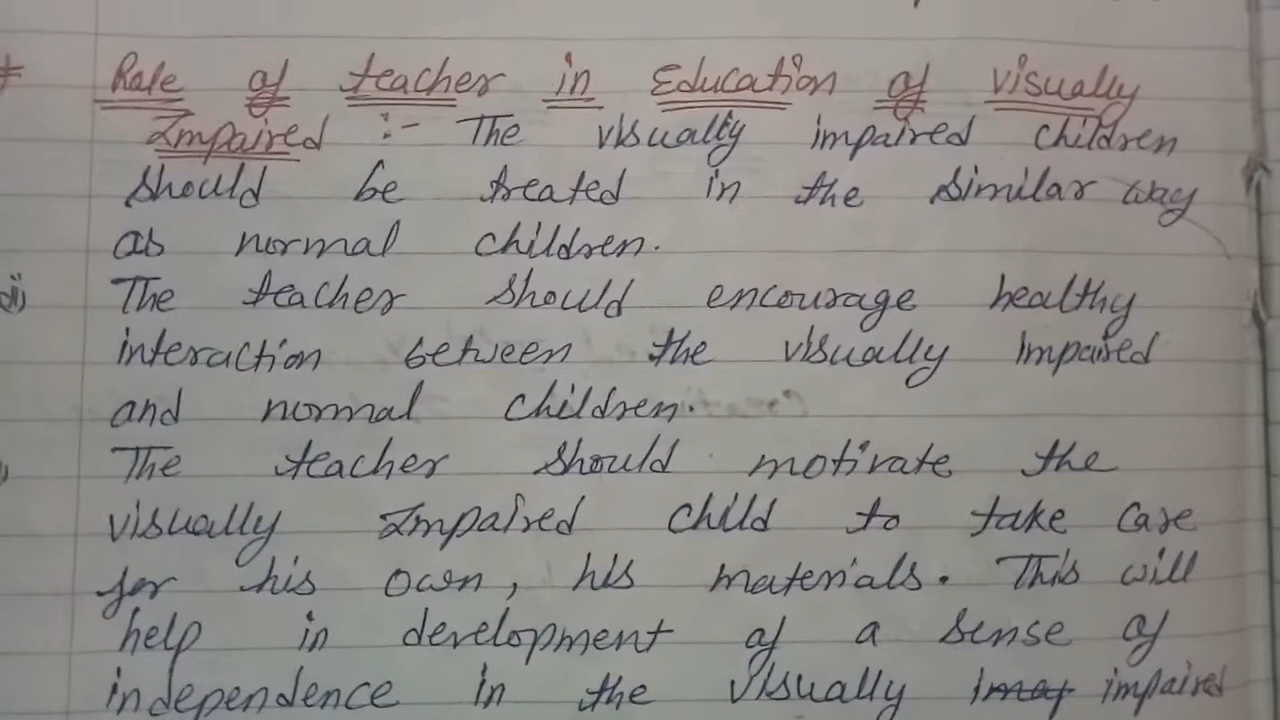 Role of teacher in Education of visually
Impaired :- The visually impaired children
should be treated in the similar way
as normal children.
ii) The teacher should encourage healthy
interaction between the visually impaired
and normal children.
The teacher should motivate the
visually Impaired child to take care
for his own, his materials. This will
help in development of a sense of
independence in the visually impaired